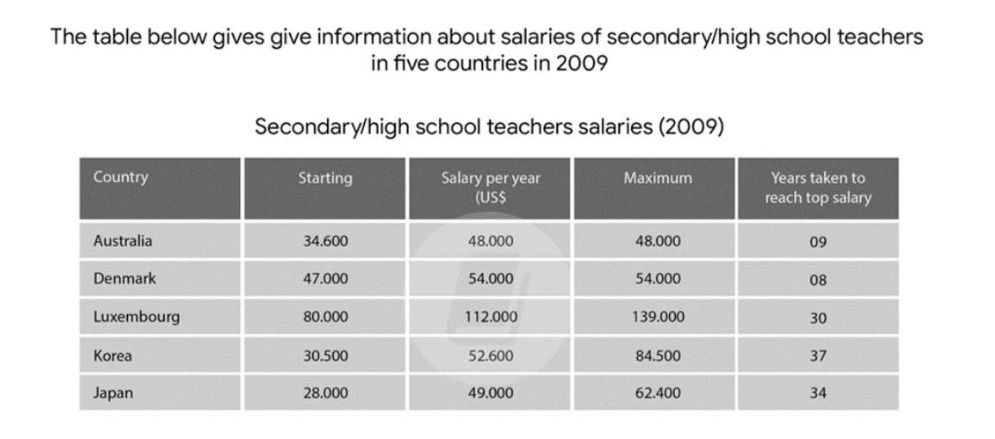 The table below gives give information about salaries of secondary/high school teachers
in five countries in 2009
Secondary/high school teachers salaries (2009)
Country Starting Salary per year (US$ Maximum Years taken to reach top salary
Australia 34.600 48.000 48.000 09
Denmark 47.000 54.000 54.000 08
Luxembourg 80.000 112.000 139.000 30
Korea 30.500 52.600 84.500 37
Japan 28.000 49.000 62.400 34